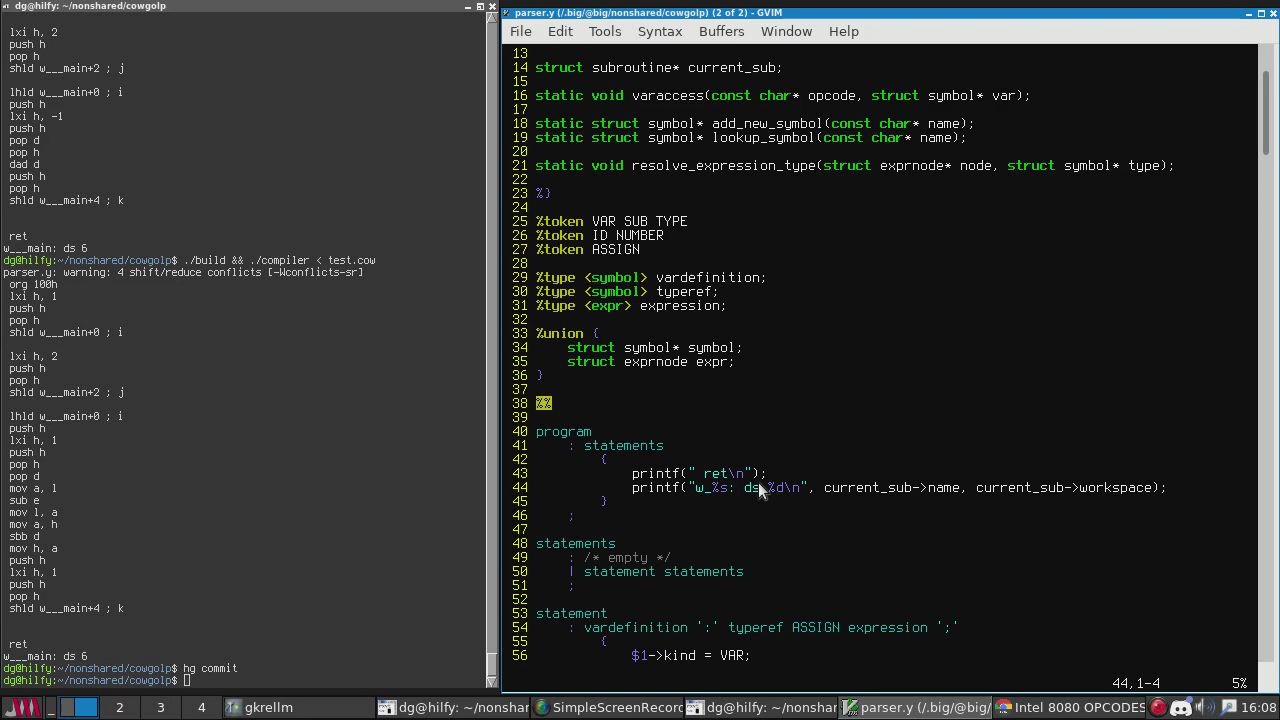 dg@hilfy: ~/nonshared/cowgolp
lxi h, 2
push h
pop h
shld w___main+2 ; j
lhld w___main+0 ; i
push h
lxi h, -1
push h
pop d
pop h
dad d
push h
pop h
shld w___main+4 ; k
ret
w___main: ds 6
dg@hilfy:~/nonshared/cowgolp$ ./build && ./compiler < test.cow
parser.y: warning: 4 shift/reduce conflicts [-Wconflicts-sr]
org 100h
lxi h, 1
push h
pop h
shld w___main+0 ; i
lxi h, 2
push h
pop h
shld w___main+2 ; j
lhld w___main+0 ; i
push h
lxi h, 1
push h
pop h
pop d
mov a, l
sub e
mov l, a
mov a, h
sbb d
mov h, a
push h
lxi h, 1
push h
pop h
shld w___main+4 ; k
ret
w___main: ds 6
dg@hilfy:~/nonshared/cowgolp$ hg commit
dg@hilfy:~/nonshared/cowgolp$
parser.y (/.big/@big/nonshared/cowgolp) (2 of 2) - GVIM
File Edit Tools Syntax Buffers Window Help
13
14 struct subroutine* current_sub;
15
16 static void varaccess(const char* opcode, struct symbol* var);
17
18 static struct symbol* add_new_symbol(const char* name);
19 static struct symbol* lookup_symbol(const char* name);
20
21 static void resolve_expression_type(struct exprnode* node, struct symbol* type);
22
23 %}
24
25 %token VAR SUB TYPE
26 %token ID NUMBER
27 %token ASSIGN
28
29 %type <symbol> vardefinition;
30 %type <symbol> typeref;
31 %type <expr> expression;
32
33 %union {
34 struct symbol* symbol;
35 struct exprnode expr;
36 }
37
38 %%
39
40 program
41 : statements
42 {
43 printf(" ret\n");
44 printf("w_%s: ds %d\n", current_sub->name, current_sub->workspace);
45 }
46 ;
47
48 statements
49 : /* empty */
50 | statement statements
51 ;
52
53 statement
54 : vardefinition ':' typeref ASSIGN expression ';'
55 {
56 $1->kind = VAR;
44,1-4 5%
2 3 4 gkrellm dg@hilfy: ~/nonshar SimpleScreenRecor dg@hilfy: ~/nonshar parser.y (/.big/@big/ Intel 8080 OPCODES 16:08